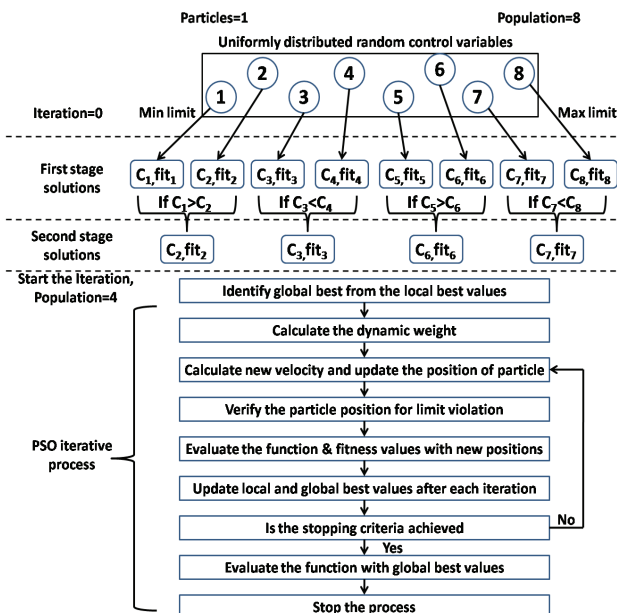 Particles=1 Population=8
Uniformly distributed random control variables
1 2 3 4 5 6 7 8
Iteration=0 Min limit Max limit
First stage solutions
C₁,fit₁ C₂,fit₂ C₃,fit₃ C₄,fit₄ C₅,fit₅ C₆,fit₆ C₇,fit₇ C₈,fit₈
If C₁>C₂ If C₃<C₄ If C₅>C₆ If C₇<C₈
Second stage solutions
C₂,fit₂ C₃,fit₃ C₆,fit₆ C₇,fit₇
Start the Iteration,
Population=4
Identify global best from the local best values
Calculate the dynamic weight
Calculate new velocity and update the position of particle
Verify the particle position for limit violation
PSO iterative
process
Evaluate the function & fitness values with new positions
Update local and global best values after each iteration
Is the stopping criteria achieved
No
Yes
Evaluate the function with global best values
Stop the process